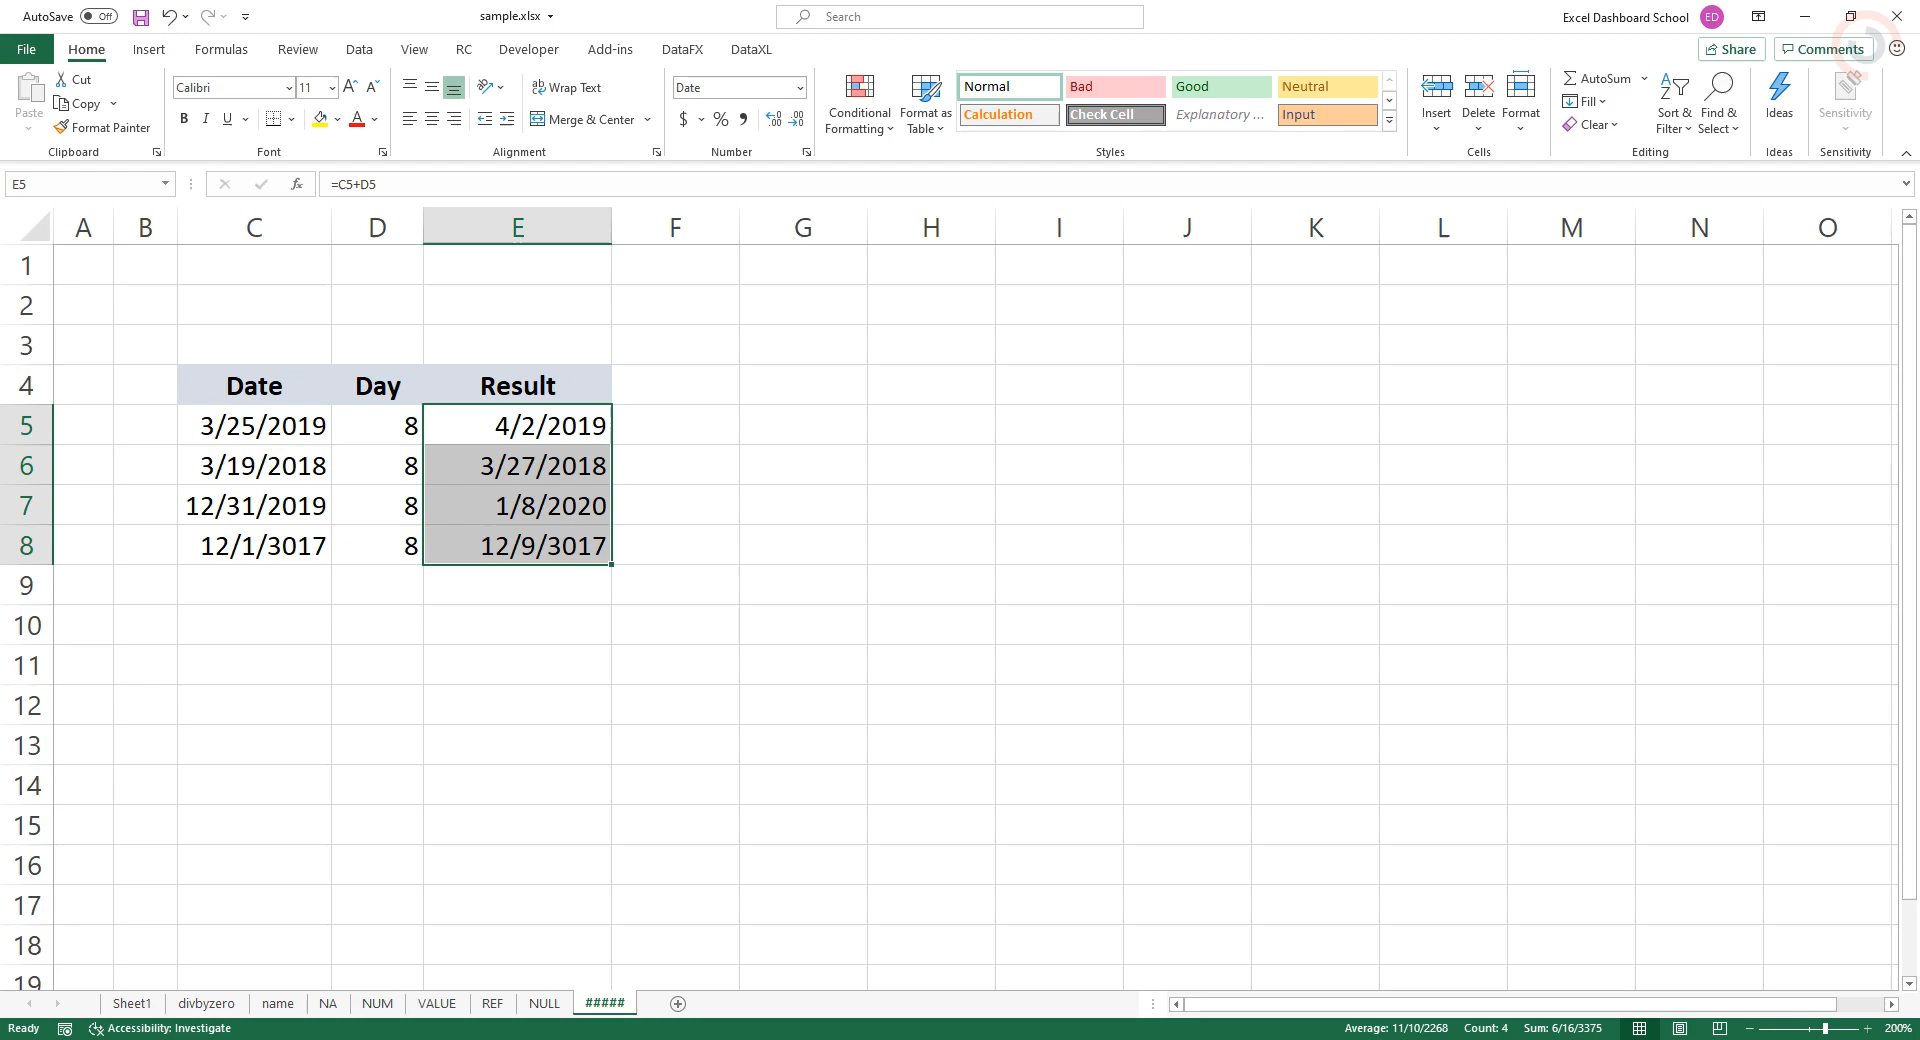 AutoSave Off sample.xlsx Search Excel Dashboard School ED
File Home Insert Formulas Review Data View RC Developer Add-ins DataFX DataXL Share Comments
Paste Cut Copy Format Painter
Calibri 11 A A
B I U A
Wrap Text
Merge & Center
Date
$ % 9 .00 .00
Conditional Formatting
Format as Table
Normal Bad Good Neutral
Calculation Check Cell Explanatory ... Input
Insert Delete Format
AutoSum
Fill
Clear
Sort & Filter
Find & Select
Ideas
Sensitivity
Clipboard Font Alignment Number Styles Cells Editing Ideas Sensitivity
E5 fx =C5+D5
A B C D E F G H I J K L M N O
1
2
3
4 Date Day Result
5 3/25/2019 8 4/2/2019
6 3/19/2018 8 3/27/2018
7 12/31/2019 8 1/8/2020
8 12/1/3017 8 12/9/3017
9
10
11
12
13
14
15
16
17
18
19
Sheet1 divbyzero name NA NUM VALUE REF NULL #####
Ready Accessibility: Investigate Average: 11/10/2268 Count: 4 Sum: 6/16/3375 200%